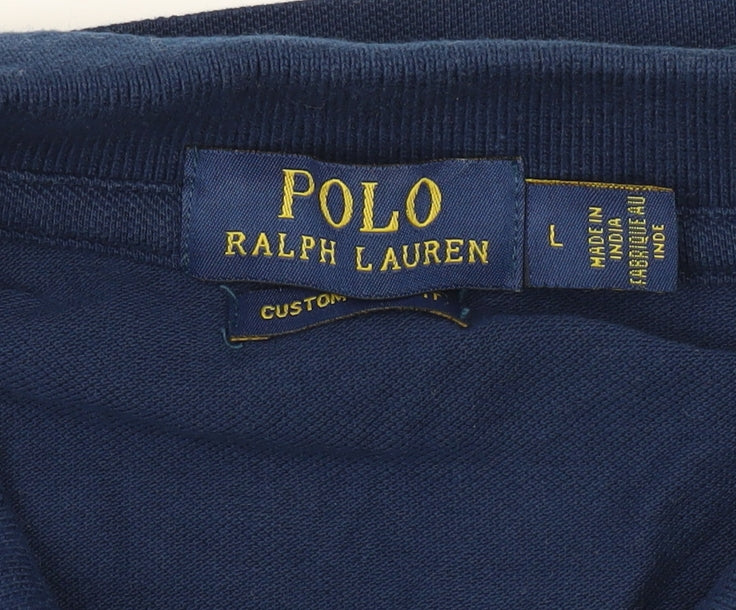 POLO
RALPH LAUREN
L
MADE IN
INDIA
FABRIQUE AU
INDE
CUSTOM